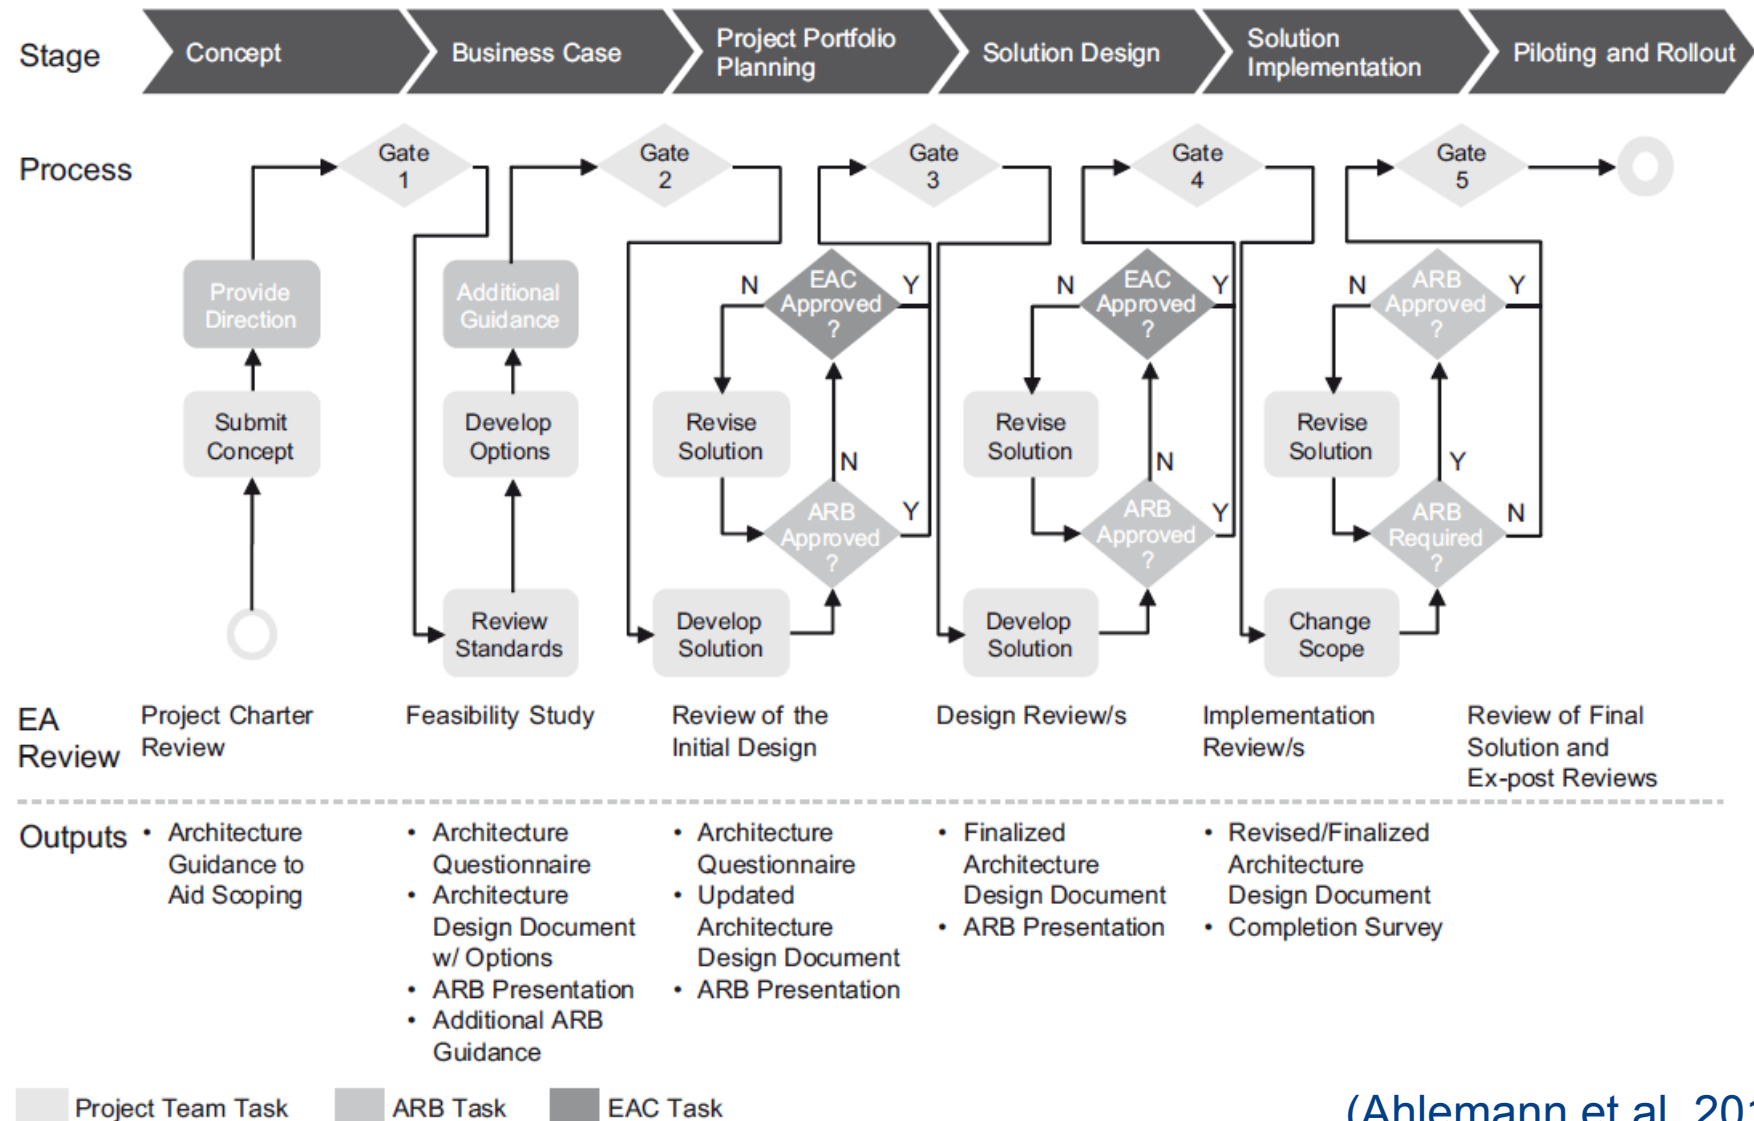 Stage
Concept
Business Case
Project Portfolio
Planning
Solution Design
Solution
Implementation
Piloting and Rollout
Process
Gate
1
Gate
2
Gate
3
Gate
4
Gate
5
Provide
Direction
Submit
Concept
Additional
Guidance
Develop
Options
Review
Standards
N
EAC
Approved
?
Y
Revise
Solution
N
ARB
Approved
?
Y
Develop
Solution
N
EAC
Approved
?
Y
Revise
Solution
N
ARB
Approved
?
Y
Develop
Solution
N
ARB
Approved
?
Y
Revise
Solution
Y
ARB
Required
?
N
Change
Scope
EA
Review
Project Charter
Review
Feasibility Study
Review of the
Initial Design
Design Review/s
Implementation
Review/s
Review of Final
Solution and
Ex-post Reviews
Outputs
• Architecture
Guidance to
Aid Scoping
• Architecture
Questionnaire
• Architecture
Design Document
w/ Options
• ARB Presentation
• Additional ARB
Guidance
• Architecture
Questionnaire
• Updated
Architecture
Design Document
• ARB Presentation
• Finalized
Architecture
Design Document
• ARB Presentation
• Revised/Finalized
Architecture
Design Document
• Completion Survey
Project Team Task
ARB Task
EAC Task
(Ahlemann et al.